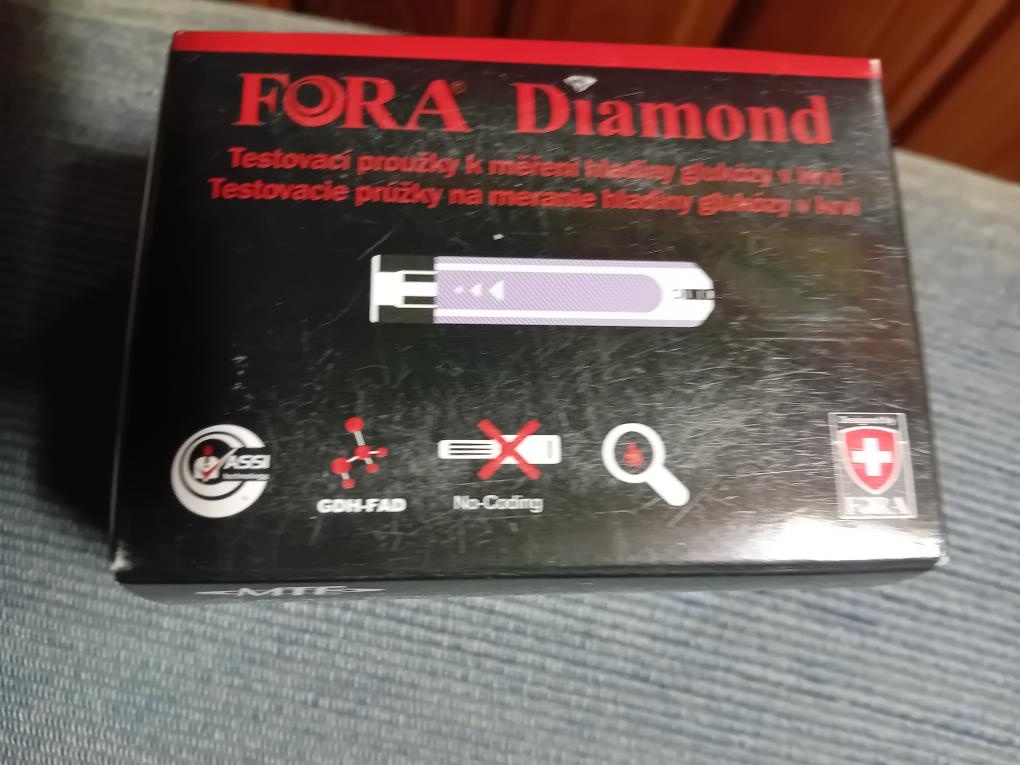 FORA® Diamond
Testovací proužky k měření hladiny glukózy v krvi
Testovacie prúžky na meranie hladiny glukózy v krvi
ASSI
GDH-FAD
No-Coding
FORA
MTE